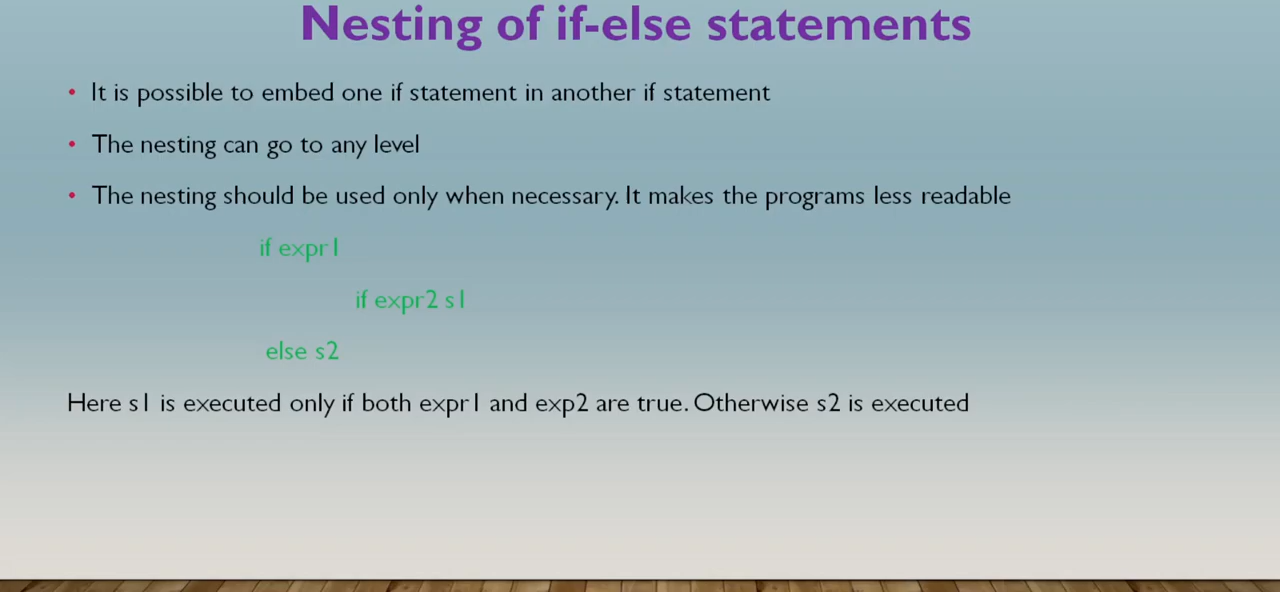 Nesting of if-else statements
• It is possible to embed one if statement in another if statement
• The nesting can go to any level
• The nesting should be used only when necessary. It makes the programs less readable
if expr1
if expr2 s1
else s2
Here s1 is executed only if both expr1 and exp2 are true. Otherwise s2 is executed